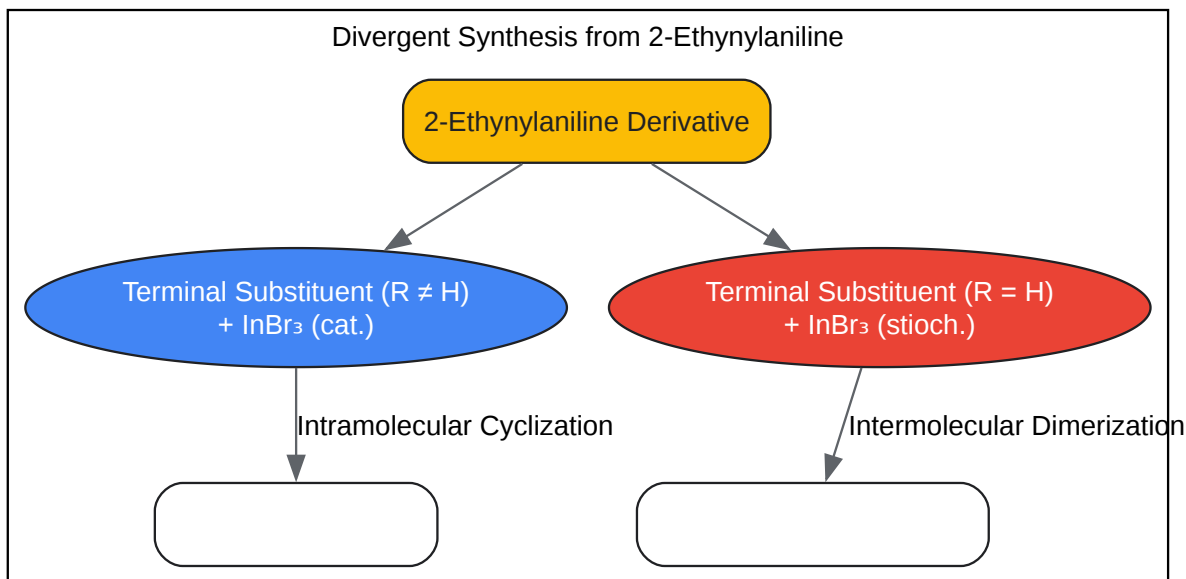 Divergent Synthesis from 2-Ethynylaniline
2-Ethynylaniline Derivative
Terminal Substituent (R ≠ H)
+ InBr₃ (cat.)
Terminal Substituent (R = H)
+ InBr₃ (stioch.)
Intramolecular Cyclization
Intermolecular Dimerization